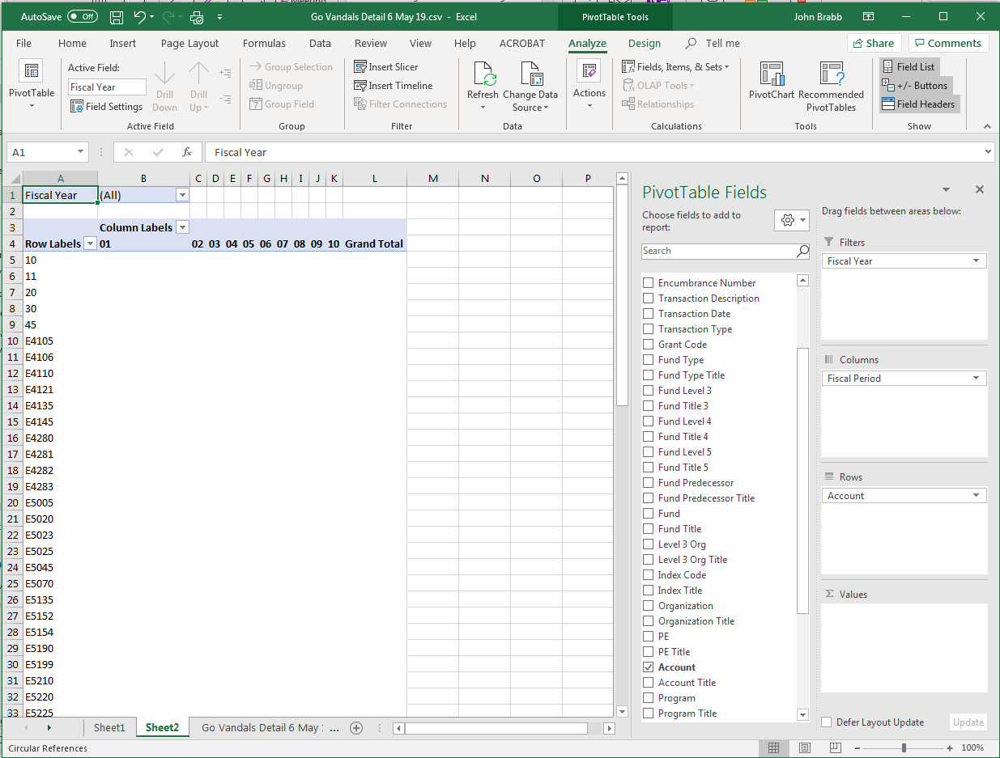 AutoSave Off
Go Vandals Detail 6 May 19.csv - Excel
PivotTable Tools
John Brabb
File Home Insert Page Layout Formulas Data Review View Help ACROBAT Analyze Design Tell me Share Comments
PivotTable
Active Field:
Fiscal Year
Field Settings
Drill Down
Drill Up
Active Field
Group Selection
Ungroup
Group Field
Group
Insert Slicer
Insert Timeline
Filter Connections
Filter
Refresh
Change Data Source
Data
Actions
Fields, Items, & Sets
OLAP Tools
Relationships
Calculations
PivotChart
Recommended PivotTables
Tools
Field List
+/- Buttons
Field Headers
Show
A1 fx Fiscal Year
A B C D E F G H I J K L M N O P
1 Fiscal Year (All)
2
3 Column Labels
4 Row Labels 01 02 03 04 05 06 07 08 09 10 Grand Total
5 10
6 11
7 20
8 30
9 45
10 E4105
11 E4106
12 E4110
13 E4121
14 E4135
15 E4145
16 E4280
17 E4281
18 E4282
19 E4283
20 E5005
21 E5020
22 E5023
23 E5025
24 E5045
25 E5070
26 E5135
27 E5152
28 E5154
29 E5190
30 E5199
31 E5210
32 E5220
33 E5225
PivotTable Fields
Choose fields to add to
report:
Search
Encumbrance Number
Transaction Description
Transaction Date
Transaction Type
Grant Code
Fund Type
Fund Type Title
Fund Level 3
Fund Title 3
Fund Level 4
Fund Title 4
Fund Level 5
Fund Title 5
Fund Predecessor
Fund Predecessor Title
Fund
Fund Title
Level 3 Org
Level 3 Org Title
Index Code
Index Title
Organization
Organization Title
PE
PE Title
Account
Account Title
Program
Program Title
Drag fields between areas below:
Filters
Fiscal Year
Columns
Fiscal Period
Rows
Account
Σ Values
Defer Layout Update Update
Sheet1 Sheet2 Go Vandals Detail 6 May ...
Circular References
100%